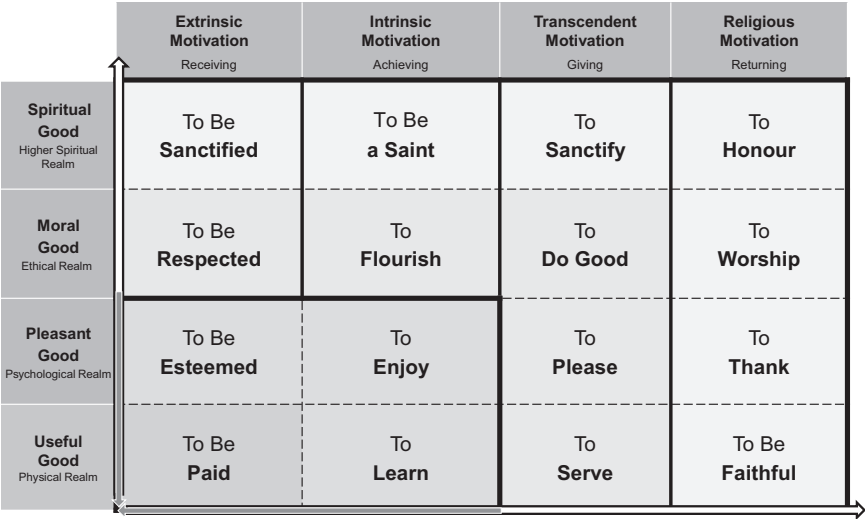 Extrinsic
Motivation
Receiving
Intrinsic
Motivation
Achieving
Transcendent
Motivation
Giving
Religious
Motivation
Returning
Spiritual
Good
Higher Spiritual
Realm
To Be
Sanctified
To Be
a Saint
To
Sanctify
To
Honour
Moral
Good
Ethical Realm
To Be
Respected
To
Flourish
To
Do Good
To
Worship
Pleasant
Good
Psychological Realm
To Be
Esteemed
To
Enjoy
To
Please
To
Thank
Useful
Good
Physical Realm
To Be
Paid
To
Learn
To
Serve
To Be
Faithful